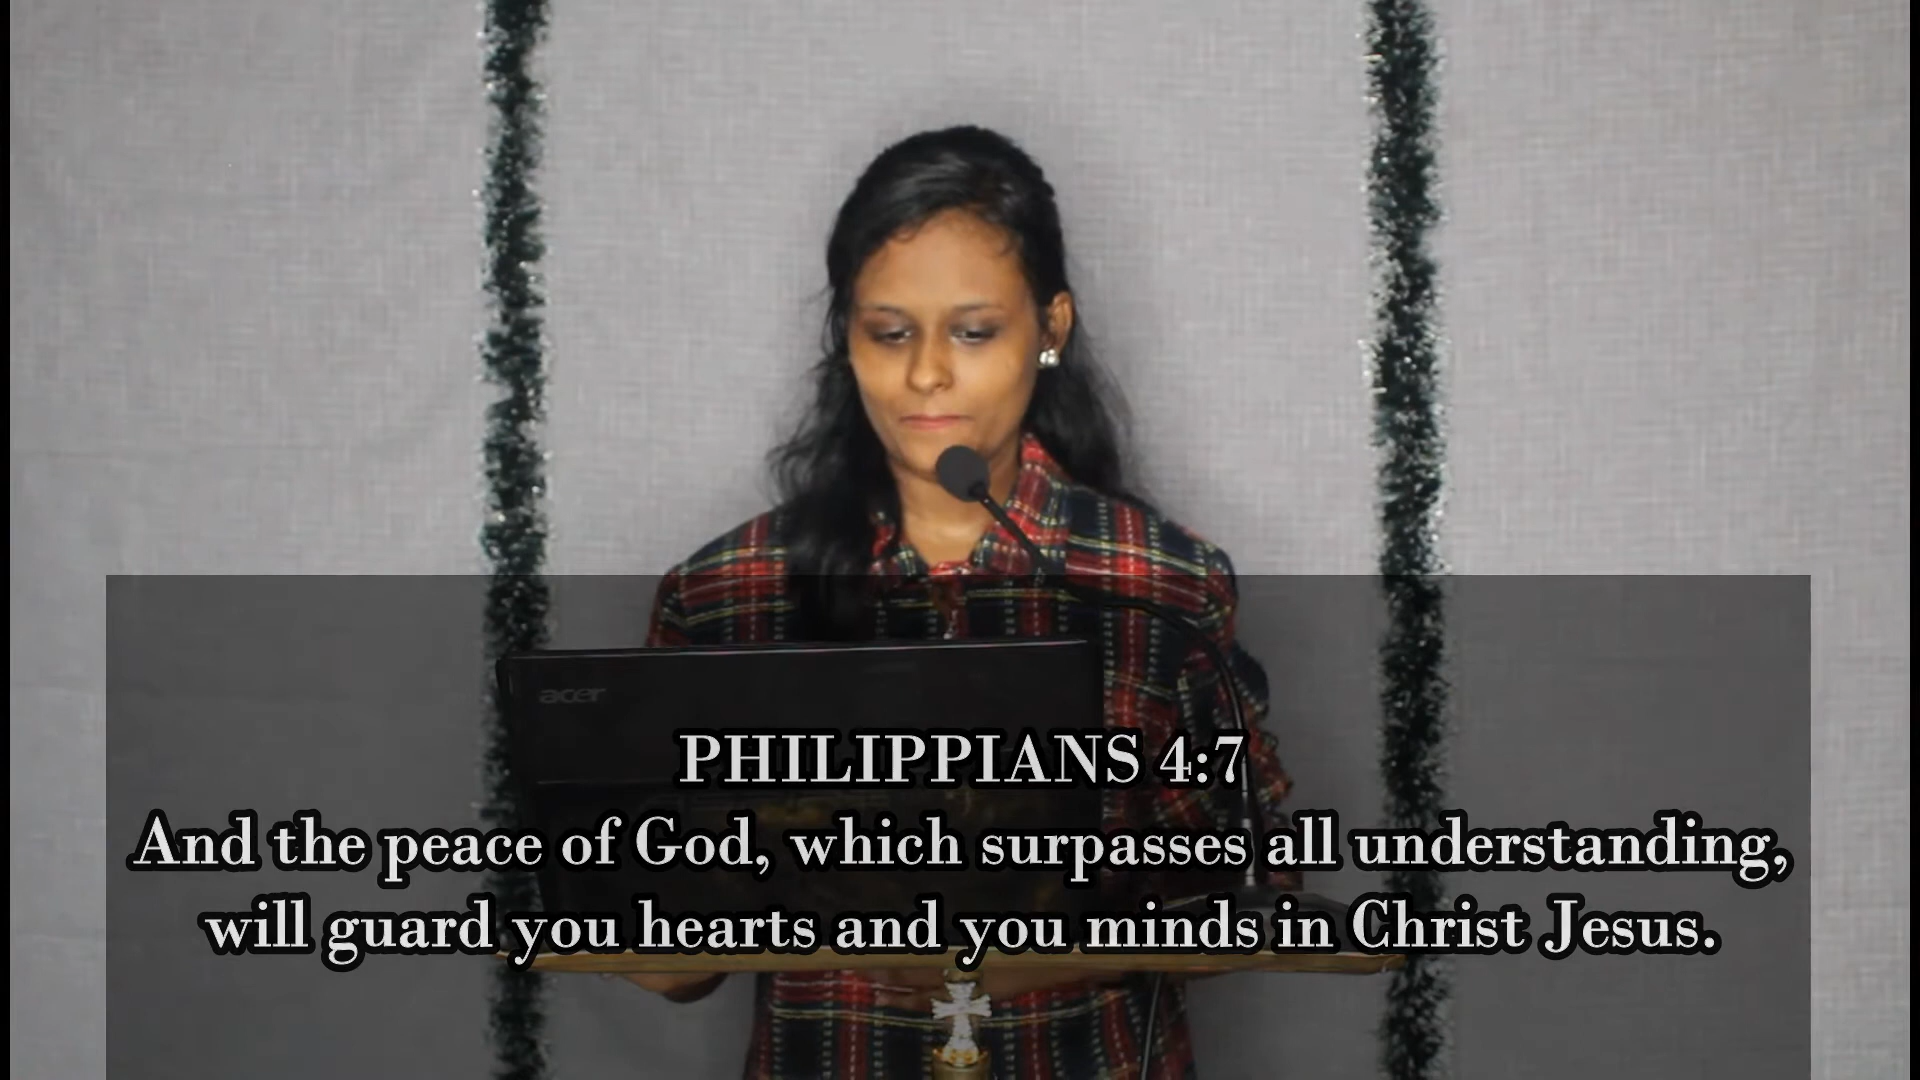 acer
PHILIPPIANS 4:7
And the peace of God, which surpasses all understanding,
will guard you hearts and you minds in Christ Jesus.